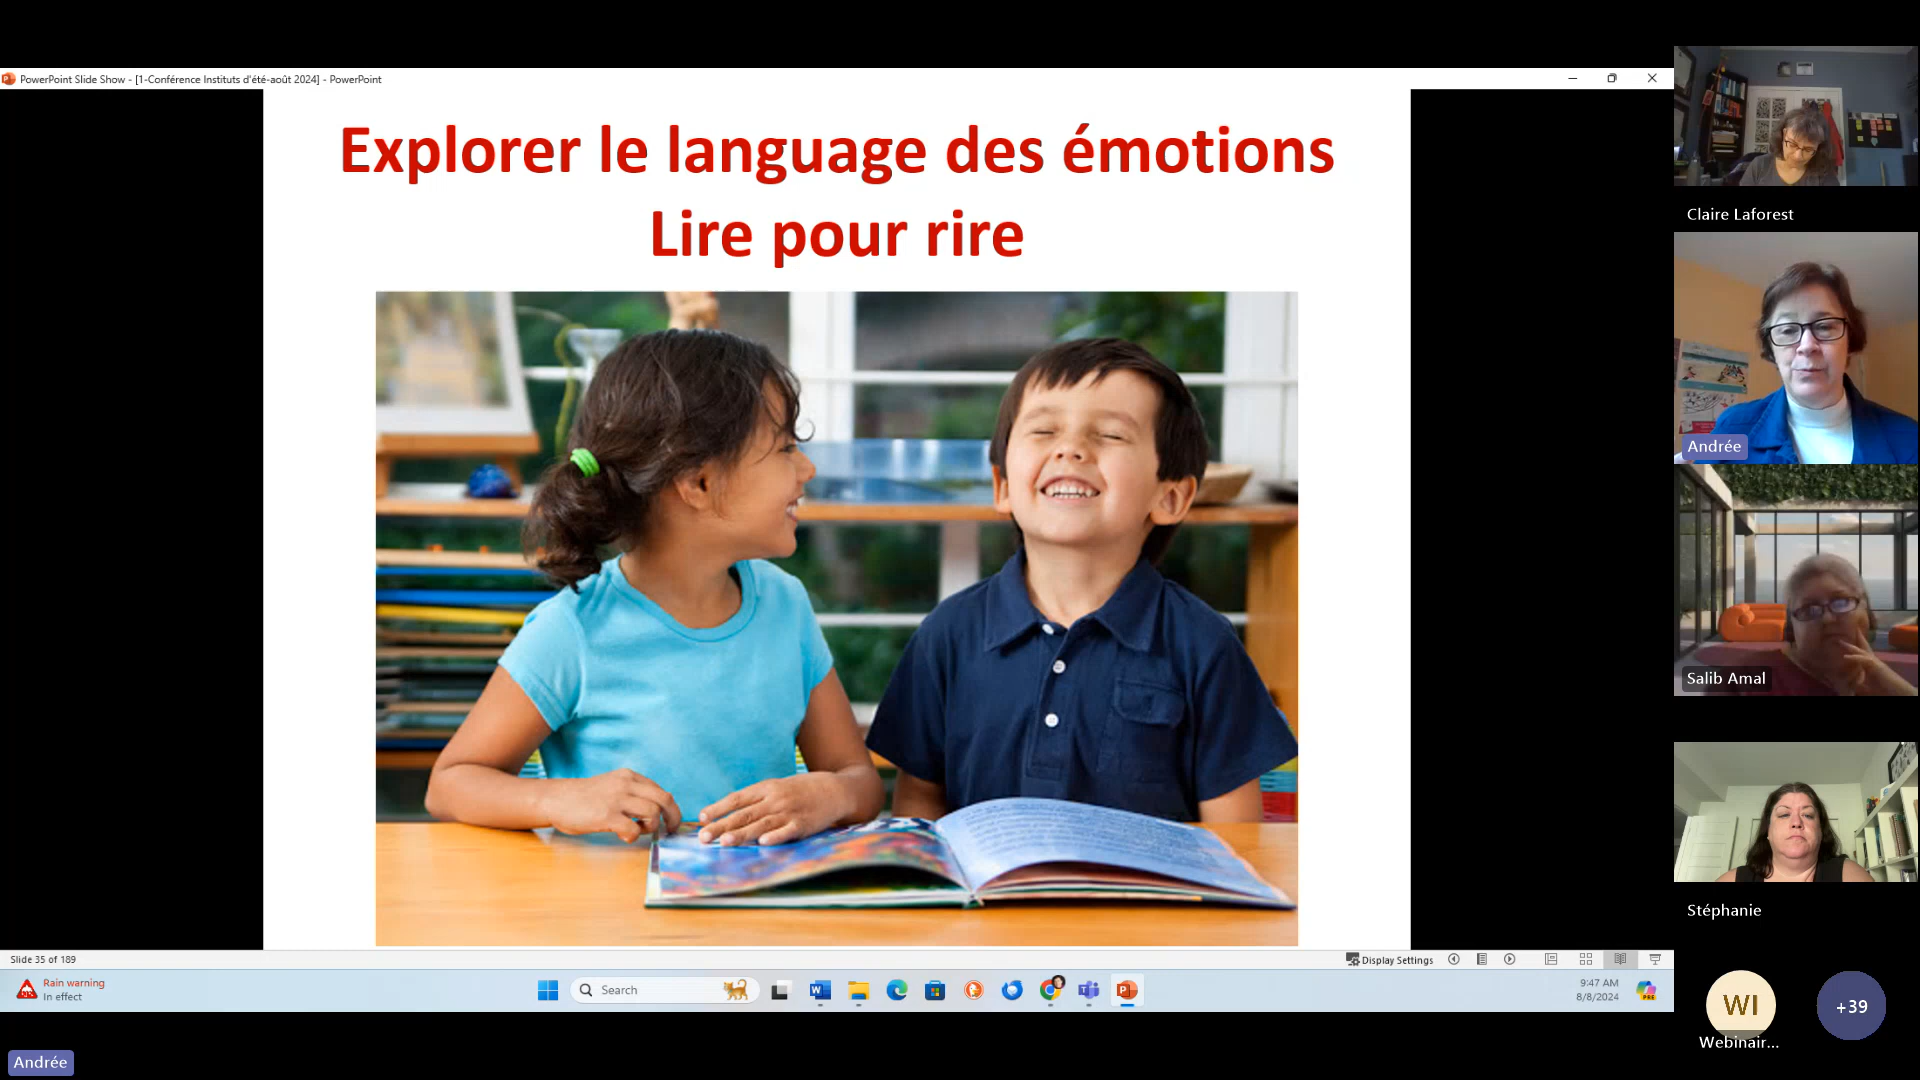 PowerPoint Slide Show - [1-Conférence Instituts d'été-août 2024] - PowerPoint
Explorer le language des émotions
Lire pour rire
Claire Laforest
Andrée
Salib Amal
Stéphanie
WI
Webinair...
+39
Slide 35 of 189
Display Settings
Rain warning
In effect
Search
9:47 AM
8/8/2024
Andrée